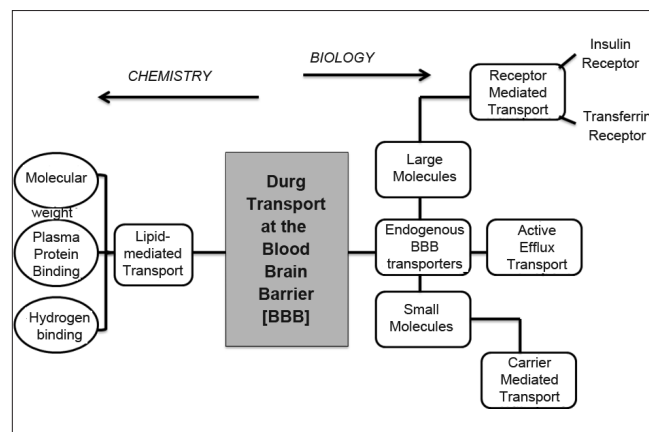 CHEMISTRY
BIOLOGY
Molecular
weight
Plasma
Protein
Binding
Hydrogen
binding
Lipid-
mediated
Transport
Durg
Transport
at the
Blood
Brain
Barrier
[BBB]
Large
Molecules
Endogenous
BBB
transporters
Small
Molecules
Receptor
Mediated
Transport
Insulin
Receptor
Transferrin
Receptor
Active
Efflux
Transport
Carrier
Mediated
Transport